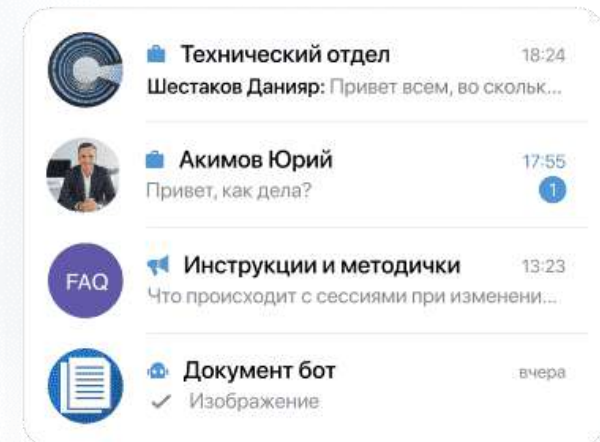 Технический отдел 18:24
Шестаков Данияр: Привет всем, во скольк...
Акимов Юрий 17:55
Привет, как дела? 1
FAQ Инструкции и методички 13:23
Что происходит с сессиями при изменени...
Документ бот вчера
Изображение